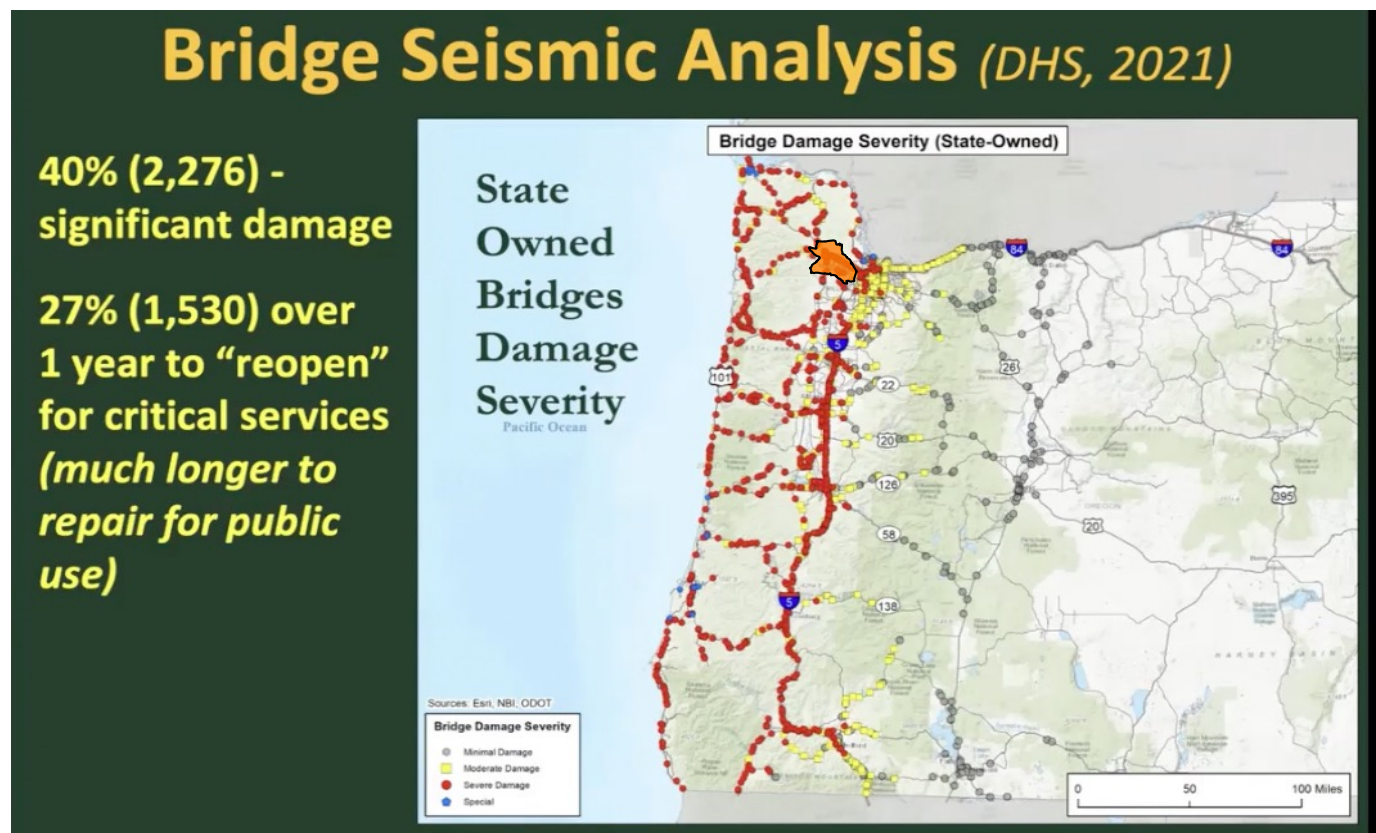 Bridge Seismic Analysis (DHS, 2021)
40% (2,276) -
significant damage
27% (1,530) over
1 year to “reopen”
for critical services
(much longer to
repair for public
use)
Bridge Damage Severity (State-Owned)
State
Owned
Bridges
Damage
Severity
Pacific Ocean
84
84
5
26
101
22
20
126
395
20
58
5
138
OREGON
HARNEY BASIN
Sources: Esri, NBI, ODOT
Bridge Damage Severity
Minimal Damage
Moderate Damage
Severe Damage
Special
0 50 100 Miles